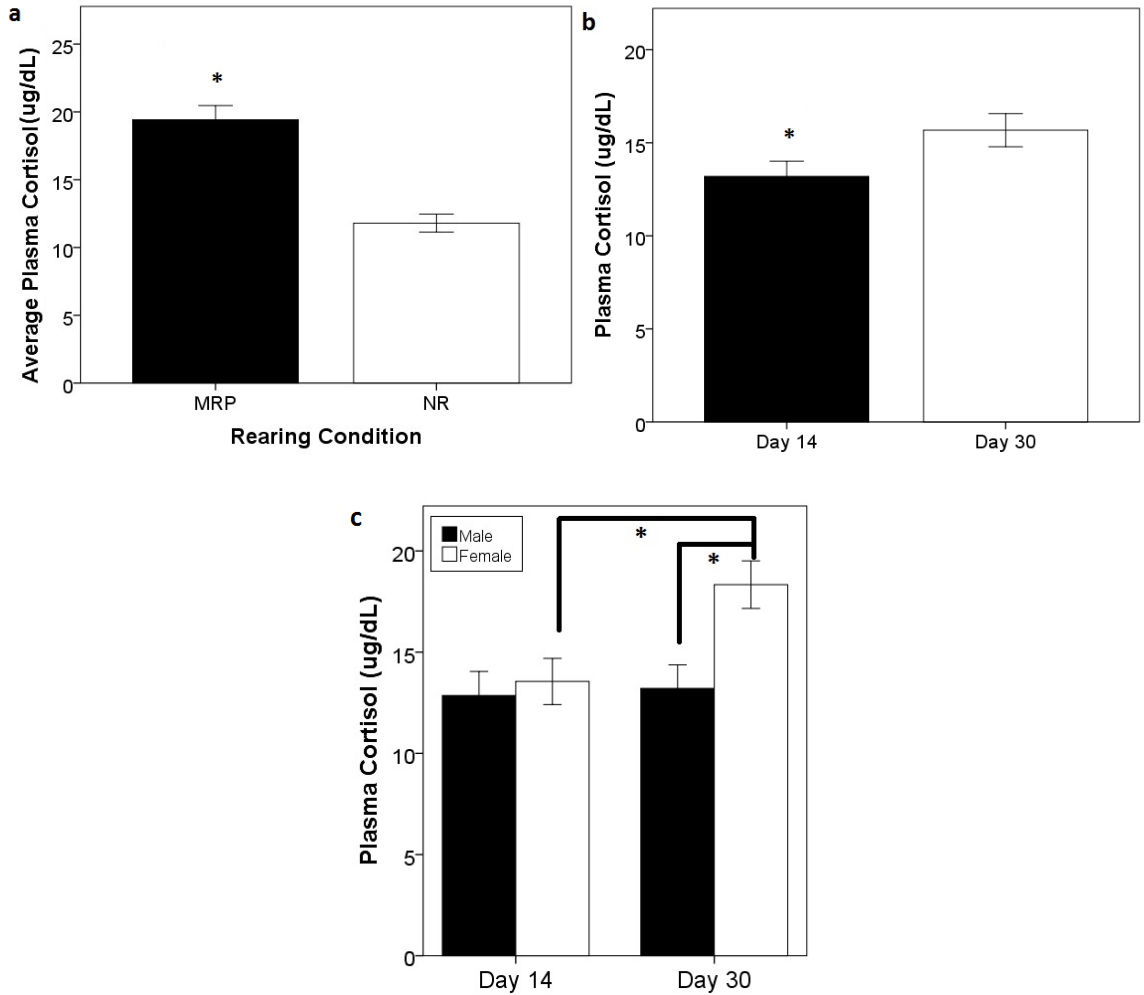 a
Average Plasma Cortisol(ug/dL)
25
20
15
10
5
0
*
MRP
NR
Rearing Condition
b
Plasma Cortisol (ug/dL)
20
15
10
5
0
*
Day 14
Day 30
c
Plasma Cortisol (ug/dL)
20
15
10
5
0
Male
Female
*
*
Day 14
Day 30